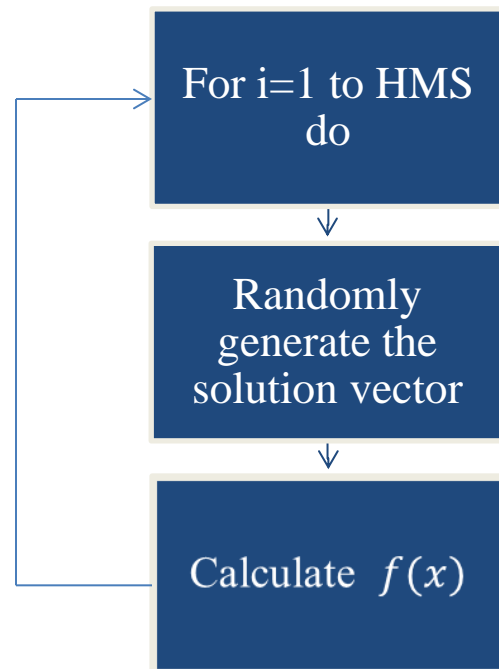 For i=1 to HMS
do
Randomly
generate the
solution vector
Calculate f(x)